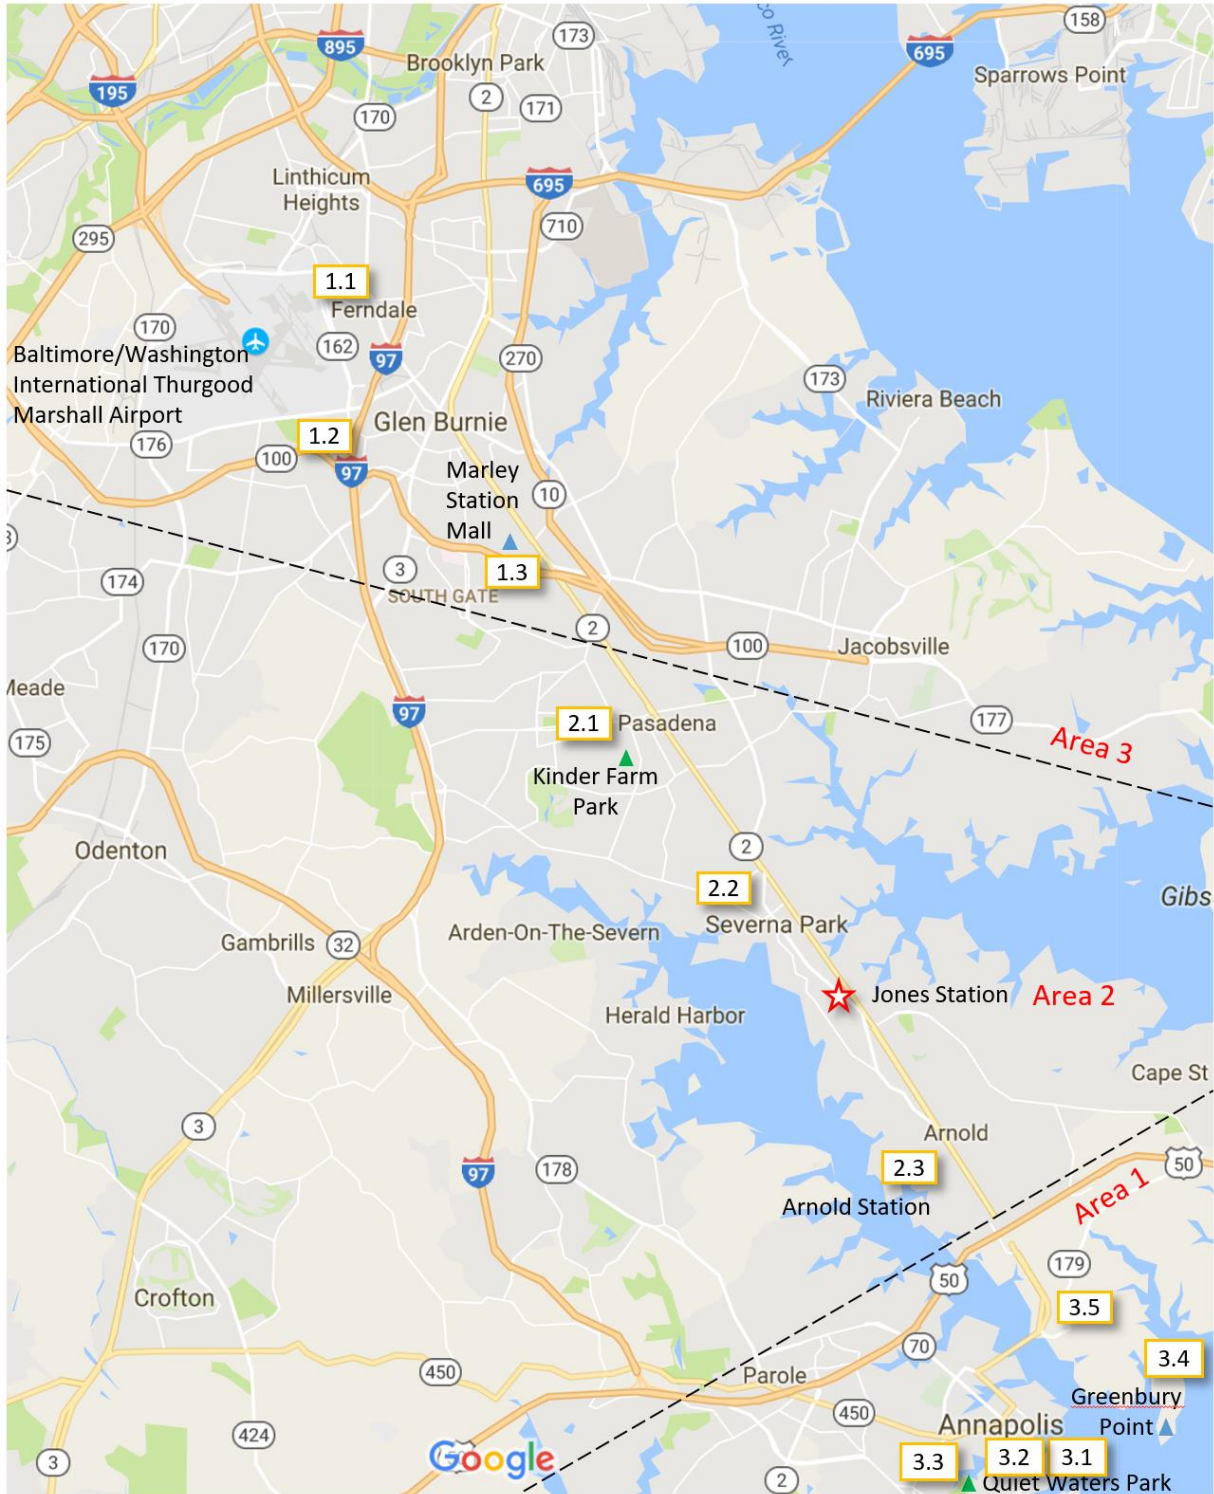 co River
173
158
895
Brooklyn Park
695
Sparrows Point
195
2
171
170
Linthicum
Heights
695
295
710
1.1
Ferndale
170
162
97
270
Baltimore/Washington
International Thurgood
Marshall Airport
173
Riviera Beach
Glen Burnie
1.2
176
100
97
Marley
Station
Mall
10
3
174
3
1.3
SOUTH GATE
2
170
100
Jacobsville
Meade
97
2.1
Pasadena
177
175
Area 3
Kinder Farm
Park
Odenton
2
2.2
Gibs
Severna Park
Gambrills
32
Arden-On-The-Severn
Millersville
Jones Station
Area 2
Herald Harbor
Cape St
3
Arnold
97
178
2.3
50
Area 1
Arnold Station
179
50
Crofton
3.5
70
3.4
450
Parole
Greenbury
Point
450
Annapolis
424
3.3
3.2
3.1
3
50
Google
2
Quiet Waters Park